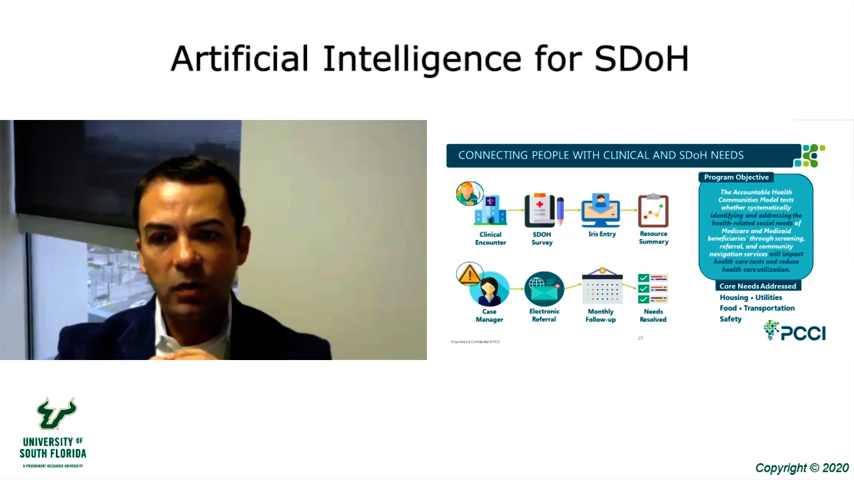 Artificial Intelligence for SDoH
CONNECTING PEOPLE WITH CLINICAL AND SDoH NEEDS
Clinical
Encounter
SDOH
Survey
Iris Entry
Resource
Summary
Case
Manager
Electronic
Referral
Monthly
Follow-up
Needs
Resolved
Program Objective
The Accountable Health
Communities Model tests
whether systematically
identifying and addressing the
health-related social needs of
Medicare and Medicaid
beneficiaries' through screening,
referral, and community
navigation services will impact
health care costs and reduce
health care utilization.
Core Needs Addressed
Housing • Utilities
Food • Transportation
Safety
PCCI
27
UNIVERSITY OF
SOUTH FLORIDA
A PREEMINENT RESEARCH UNIVERSITY
Copyright © 2020